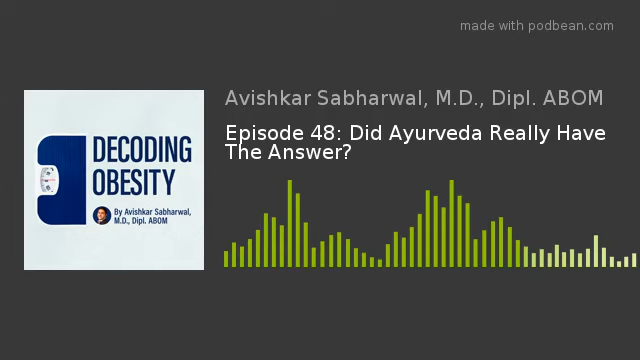 made with podbean.com
Avishkar Sabharwal, M.D., Dipl. ABOM
Episode 48: Did Ayurveda Really Have
The Answer?
DECODING
OBESITY
By Avishkar Sabharwal,
M.D., Dipl. ABOM